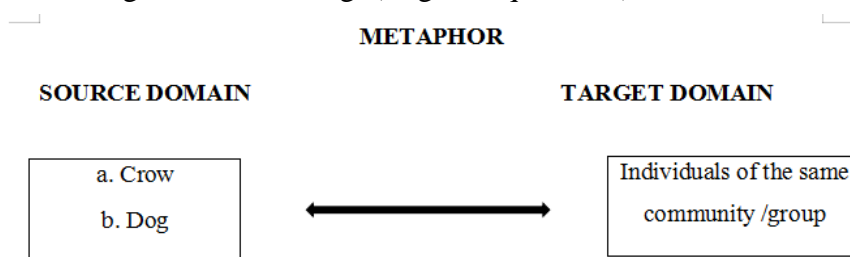 METAPHOR
SOURCE DOMAIN TARGET DOMAIN
a. Crow
b. Dog
Individuals of the same
community /group